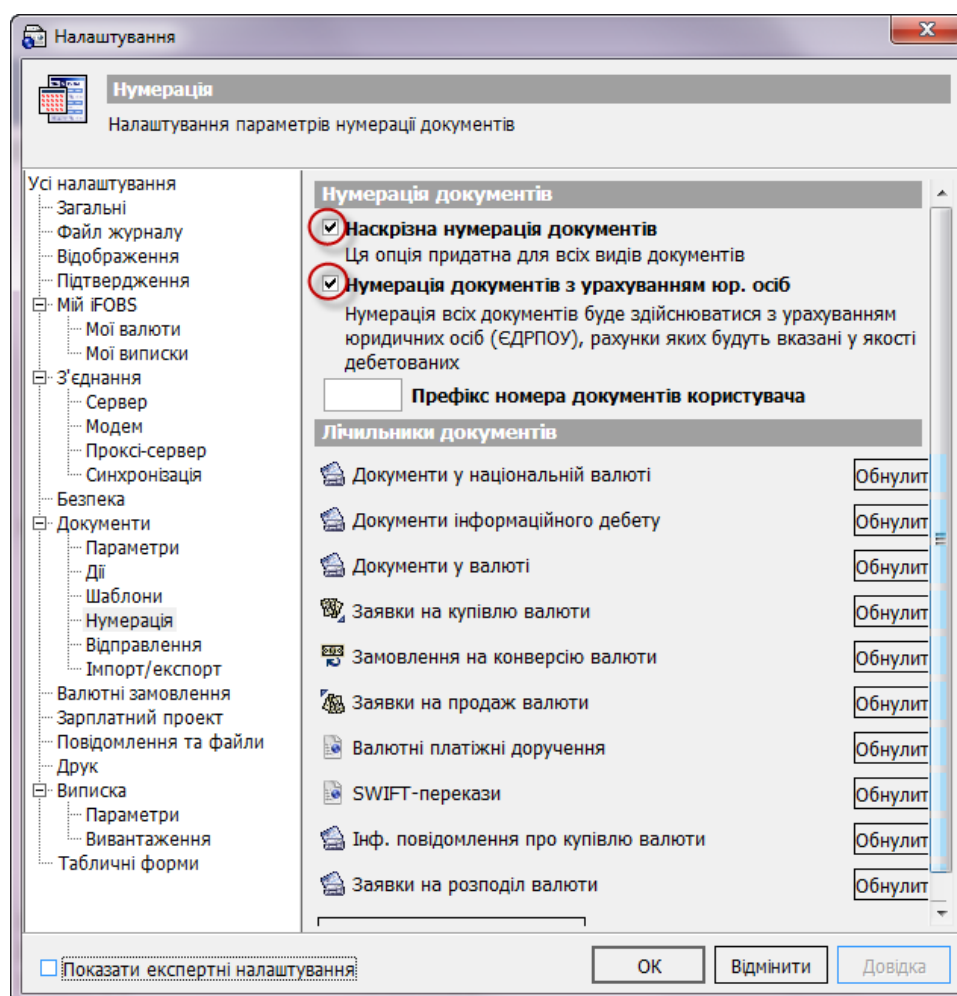 Налаштування
Нумерація
Налаштування параметрів нумерації документів
Усі налаштування
Загальні
Файл журналу
Відображення
Підтвердження
Мій iFOBS
Мої валюти
Мої виписки
З'єднання
Сервер
Модем
Проксі-сервер
Синхронізація
Безпека
Документи
Параметри
Дії
Шаблони
Нумерація
Відправлення
Імпорт/експорт
Валютні замовлення
Зарплатний проект
Повідомлення та файли
Друк
Виписка
Параметри
Вивантаження
Табличні форми
Нумерація документів
Наскрізна нумерація документів
Ця опція придатна для всіх видів документів
Нумерація документів з урахуванням юр. осіб
Нумерація всіх документів буде здійснюватися з урахуванням
юридичних осіб (ЄДРПОУ), рахунки яких будуть вказані у якості
дебетованих
Префікс номера документів користувача
Лічильники документів
Документи у національній валюті Обнулит
Документи інформаційного дебету Обнулит
Документи у валюті Обнулит
Заявки на купівлю валюти Обнулит
Замовлення на конверсію валюти Обнулит
Заявки на продаж валюти Обнулит
Валютні платіжні доручення Обнулит
SWIFT-перекази Обнулит
Інф. повідомлення про купівлю валюти Обнулит
Заявки на розподіл валюти Обнулит
Показати експертні налаштування
ОК Відмінити Довідка